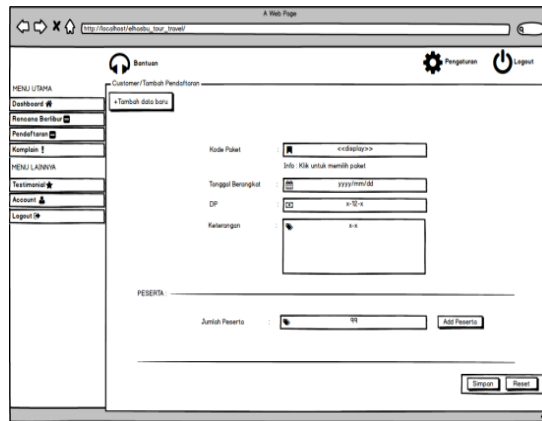 A Web Page
http://localhost/elhasbu_tour_travel/
Bantuan
Pengaturan
Logout
MENU UTAMA
Dashboard
Rencana Berlibur
Pendaftaran
Komplain !
MENU LAINNYA
Testimonial
Account
Logout
Customer/Tambah Pendaftaran
+Tambah data baru
Kode Paket : <<display>>
Info : Klik untuk memilih paket
Tanggal Berangkat : yyyy/mm/dd
DP : x-12-x
Keterangan : x-x
PESERTA :
Jumlah Peserta : 99
Add Peserta
Simpan
Reset